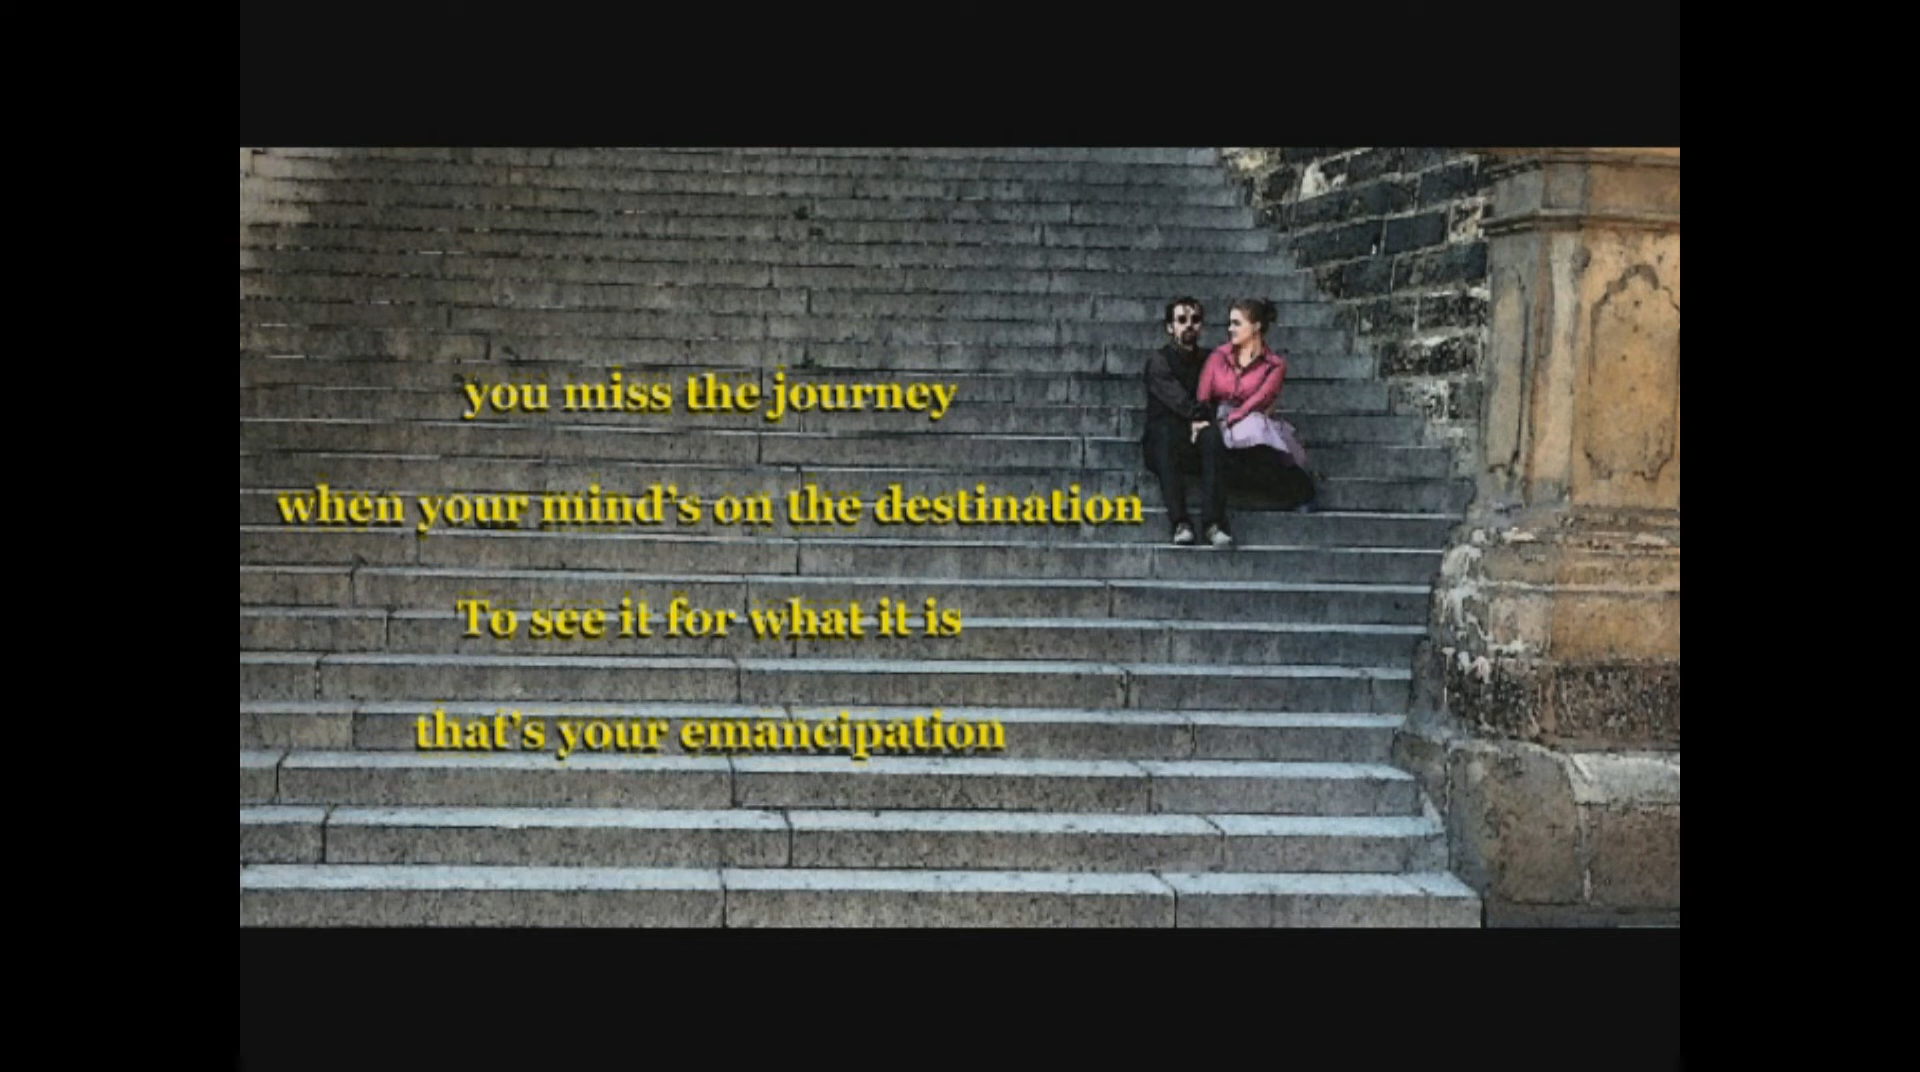 you miss the journey
when your mind's on the destination
To see it for what it is
that's your emancipation